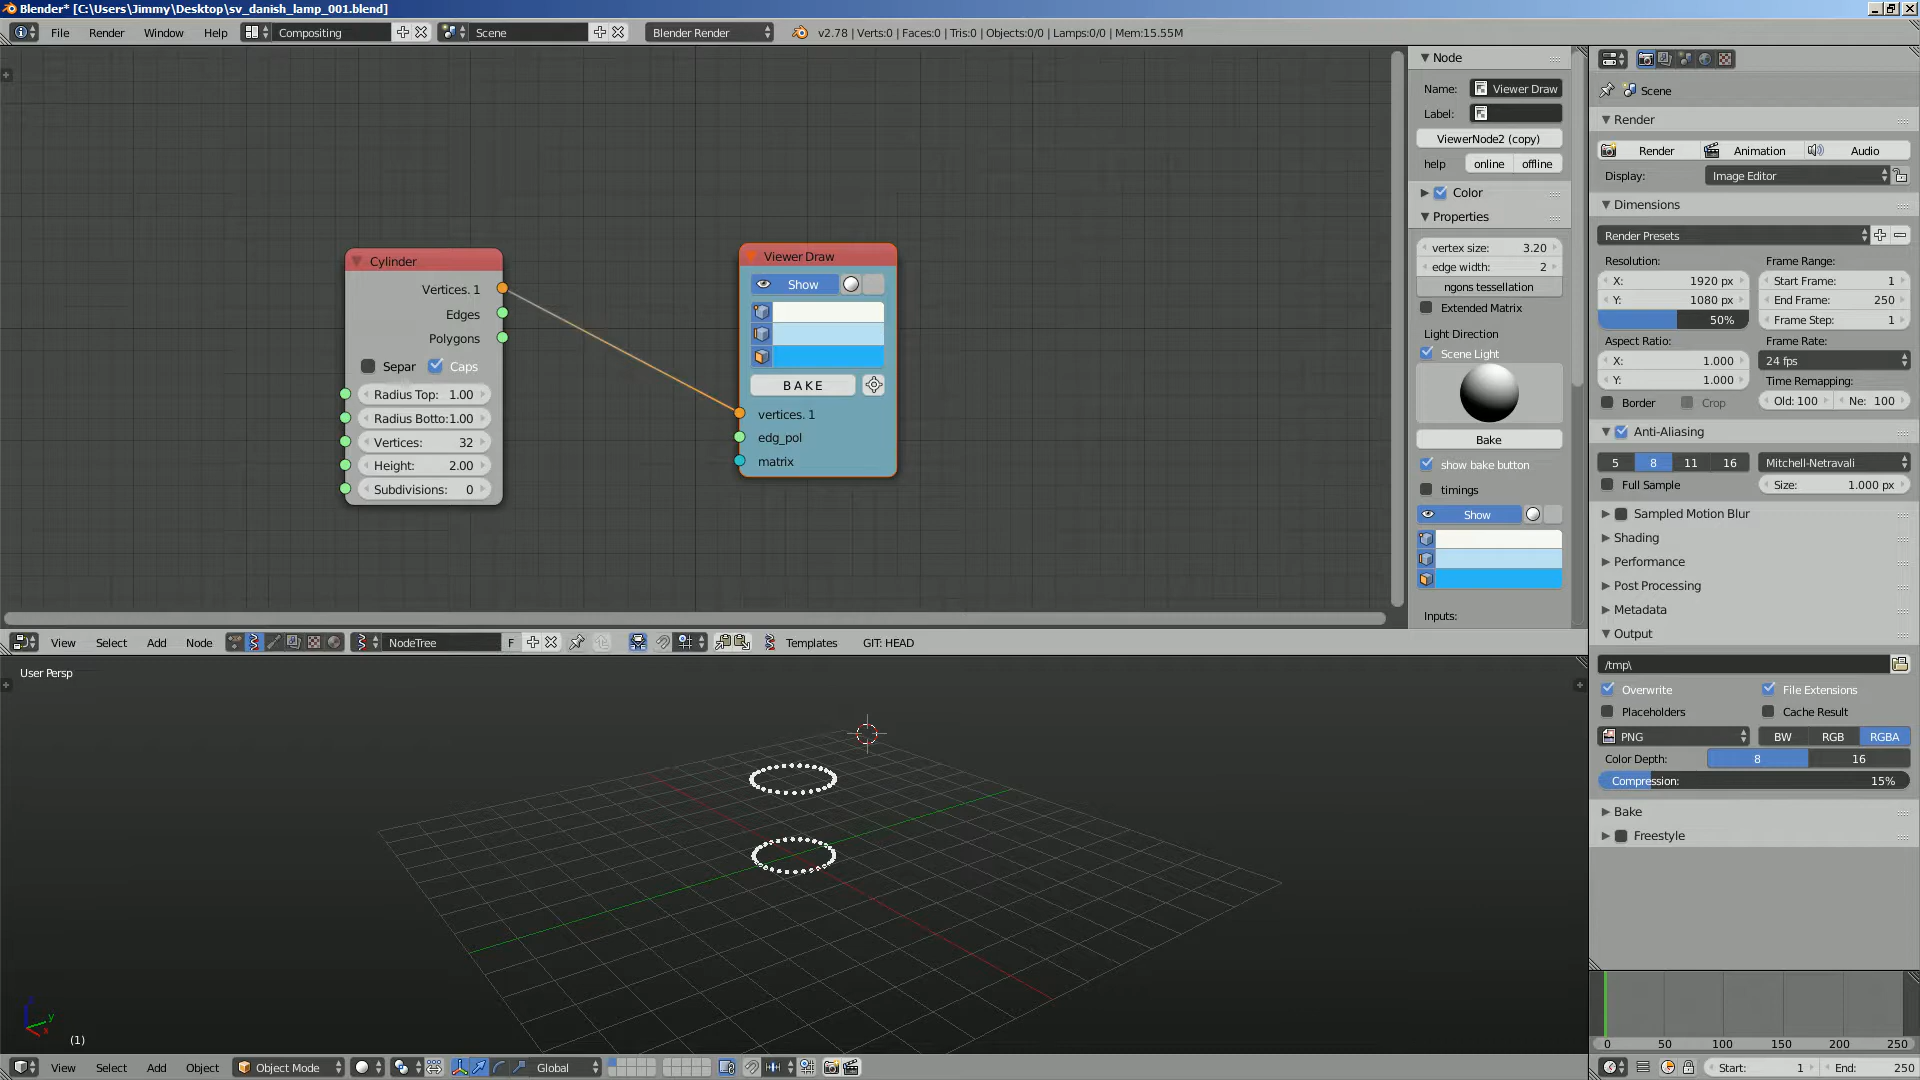 Blender* [C:\Users\Jimmy\Desktop\sv_danish_lamp_001.blend]
File Render Window Help Compositing Scene Blender Render v2.78 | Verts:0 | Faces:0 | Tris:0 | Objects:0/0 | Lamps:0/0 | Mem:15.55M
Cylinder
Vertices. 1
Edges
Polygons
Separ Caps
Radius Top: 1.00
Radius Botto:1.00
Vertices: 32
Height: 2.00
Subdivisions: 0
Viewer Draw
Show
BAKE
vertices. 1
edg_pol
matrix
Node
Name: Viewer Draw
Label:
ViewerNode2 (copy)
help online offline
Color
Properties
vertex size: 3.20
edge width: 2
ngons tessellation
Extended Matrix
Light Direction
Scene Light
Bake
show bake button
timings
Show
Inputs:
Scene
Render
Render Animation Audio
Display: Image Editor
Dimensions
Render Presets
Resolution: Frame Range:
X: 1920 px Start Frame: 1
Y: 1080 px End Frame: 250
50% Frame Step: 1
Aspect Ratio: Frame Rate:
X: 1.000 24 fps
Y: 1.000 Time Remapping:
Border Crop Old: 100 Ne: 100
Anti-Aliasing
5 8 11 16 Mitchell-Netravali
Full Sample Size: 1.000 px
Sampled Motion Blur
Shading
Performance
Post Processing
Metadata
Output
/tmp\
Overwrite File Extensions
Placeholders Cache Result
PNG BW RGB RGBA
Color Depth: 8 16
Compression: 15%
Bake
Freestyle
View Select Add Node NodeTree F Templates GIT: HEAD
User Persp
z
y
x
(1)
View Select Add Object Object Mode Global
0 50 100 150 200 250
Start: 1 End: 250